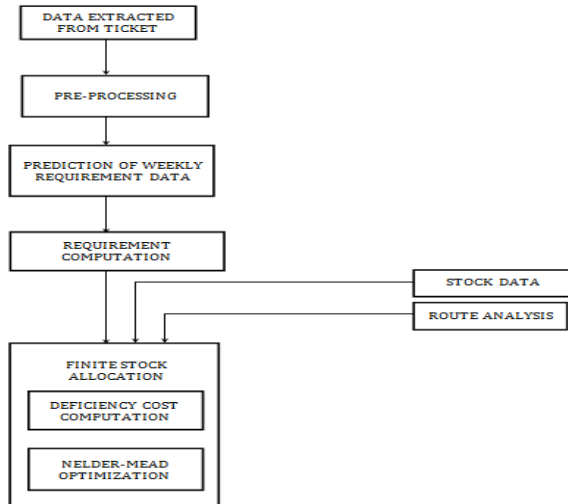 DATA EXTRACTED
FROM TICKET
PRE-PROCESSING
PREDICTION OF WEEKLY
REQUIREMENT DATA
REQUIREMENT
COMPUTATION
STOCK DATA
ROUTE ANALYSIS
FINITE STOCK
ALLOCATION
DEFICIENCY COST
COMPUTATION
NELDER-MEAD
OPTIMIZATION